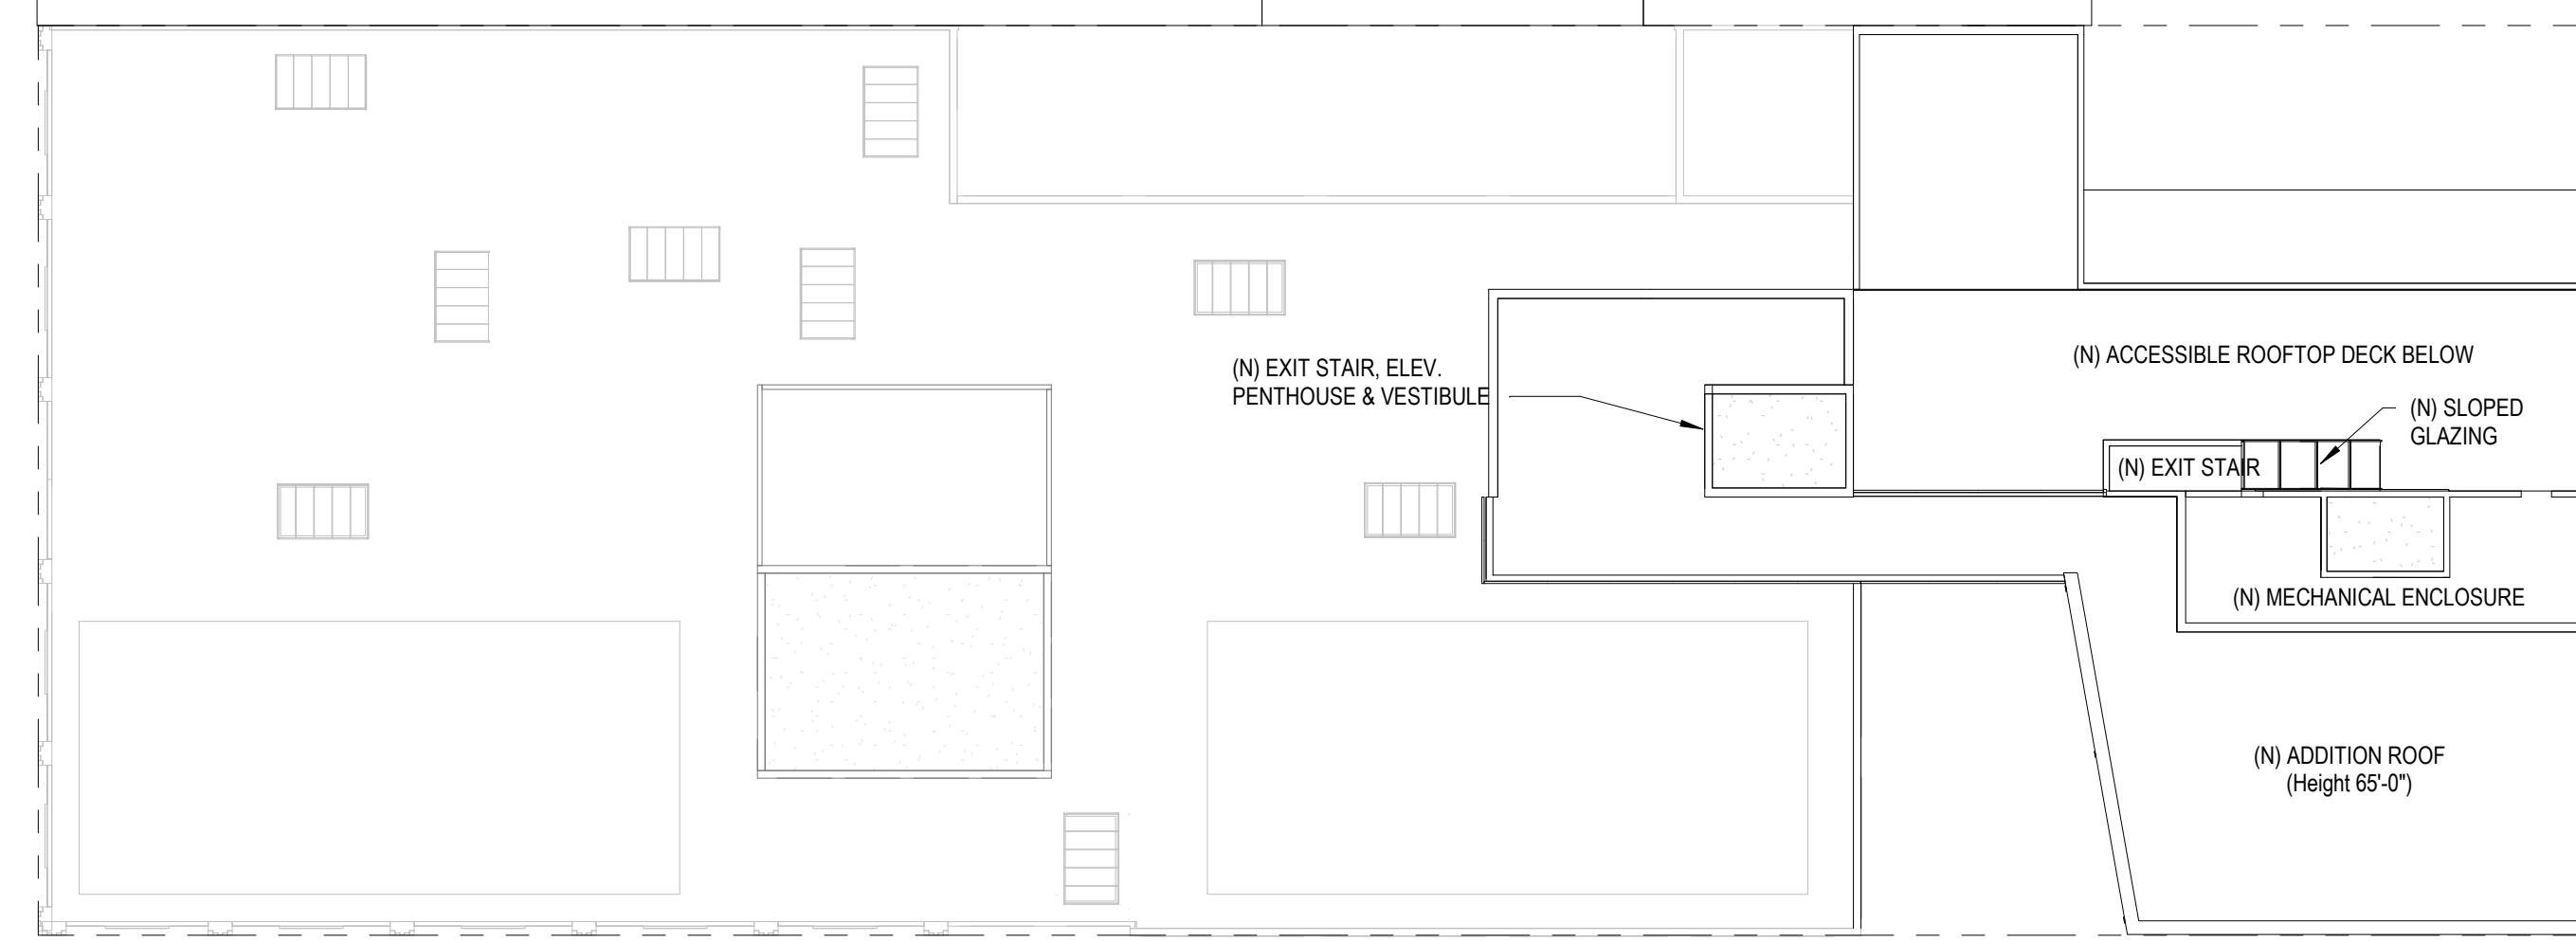 (N) EXIT STAIR, ELEV.
PENTHOUSE & VESTIBULE
(N) ACCESSIBLE ROOFTOP DECK BELOW
(N) SLOPED
GLAZING
(N) EXIT STAIR
(N) MECHANICAL ENCLOSURE
(N) ADDITION ROOF
(Height 65'-0")